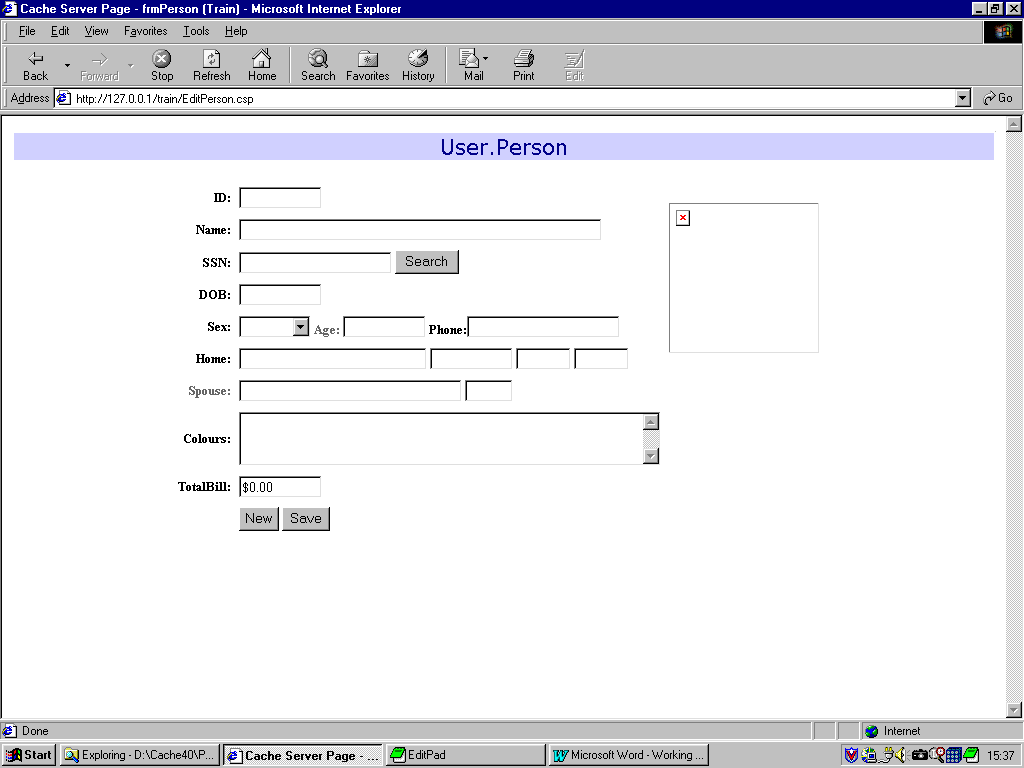 Cache Server Page - frmPerson (Train) - Microsoft Internet Explorer
File Edit View Favorites Tools Help
Back Forward Stop Refresh Home Search Favorites History Mail Print Edit
Address http://127.0.0.1/train/EditPerson.csp Go
User.Person
ID:
Name:
SSN: Search
DOB:
Sex: Age: Phone:
Home:
Spouse:
Colours:
TotalBill: $0.00
New Save
Done Internet
Start Exploring - D:\Cache40\P... Cache Server Page - ... EditPad Microsoft Word - Working ... 15:37